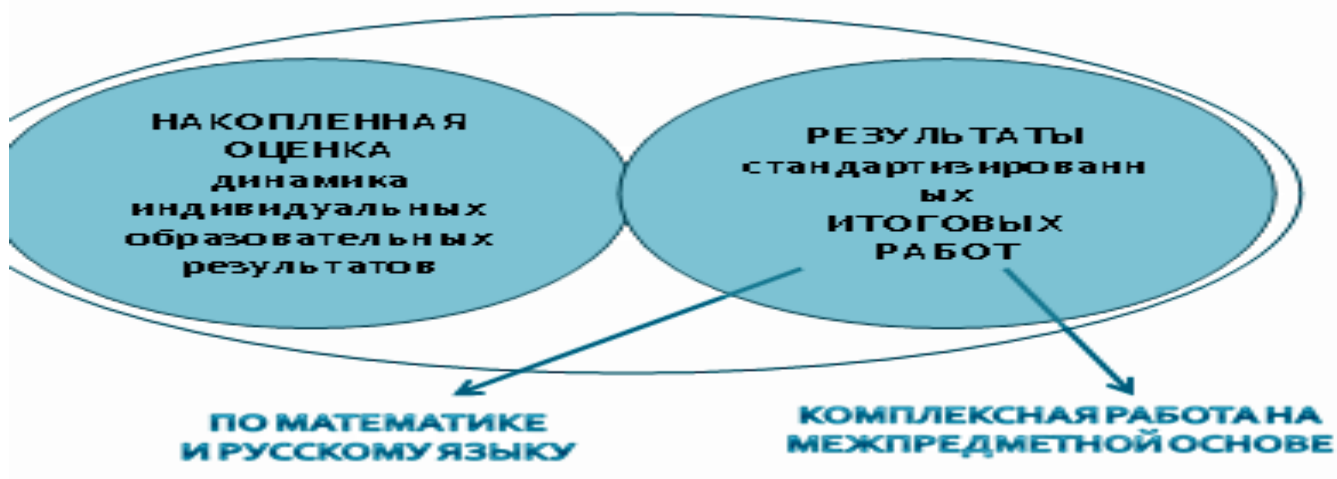 НАКОПЛЕННАЯ
ОЦЕНКА
динамика
индивидуальных
образовательных
результатов
РЕЗУЛЬТАТЫ
стандартизированн
ых
ИТОГОВЫХ
РАБОТ
ПО МАТЕМАТИКЕ
И РУССКОМУ ЯЗЫКУ
КОМПЛЕКСНАЯ РАБОТА НА
МЕЖПРЕДМЕТНОЙ ОСНОВЕ